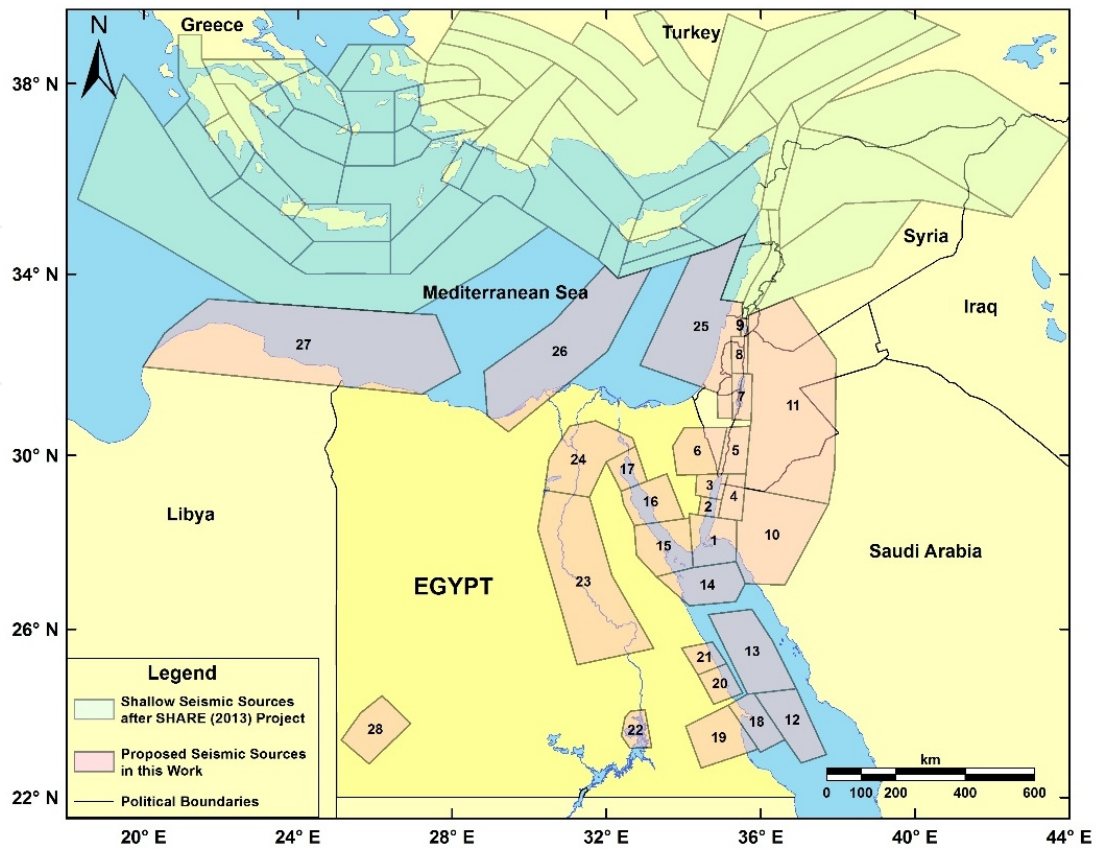 N
Greece
Turkey
38° N
Syria
34° N
Mediterranean Sea
Iraq
25
9
27
26
8
7
11
30° N
24
6
5
17
3
4
16
2
Libya
10
15
1
Saudi Arabia
23
EGYPT
14
26° N
13
21
20
28
22
19
18
12
22° N
Legend
Shallow Seismic Sources
after SHARE (2013) Project
Proposed Seismic Sources
in this Work
Political Boundaries
km
0 100 200 400 600
20° E 24° E 28° E 32° E 36° E 40° E 44° E